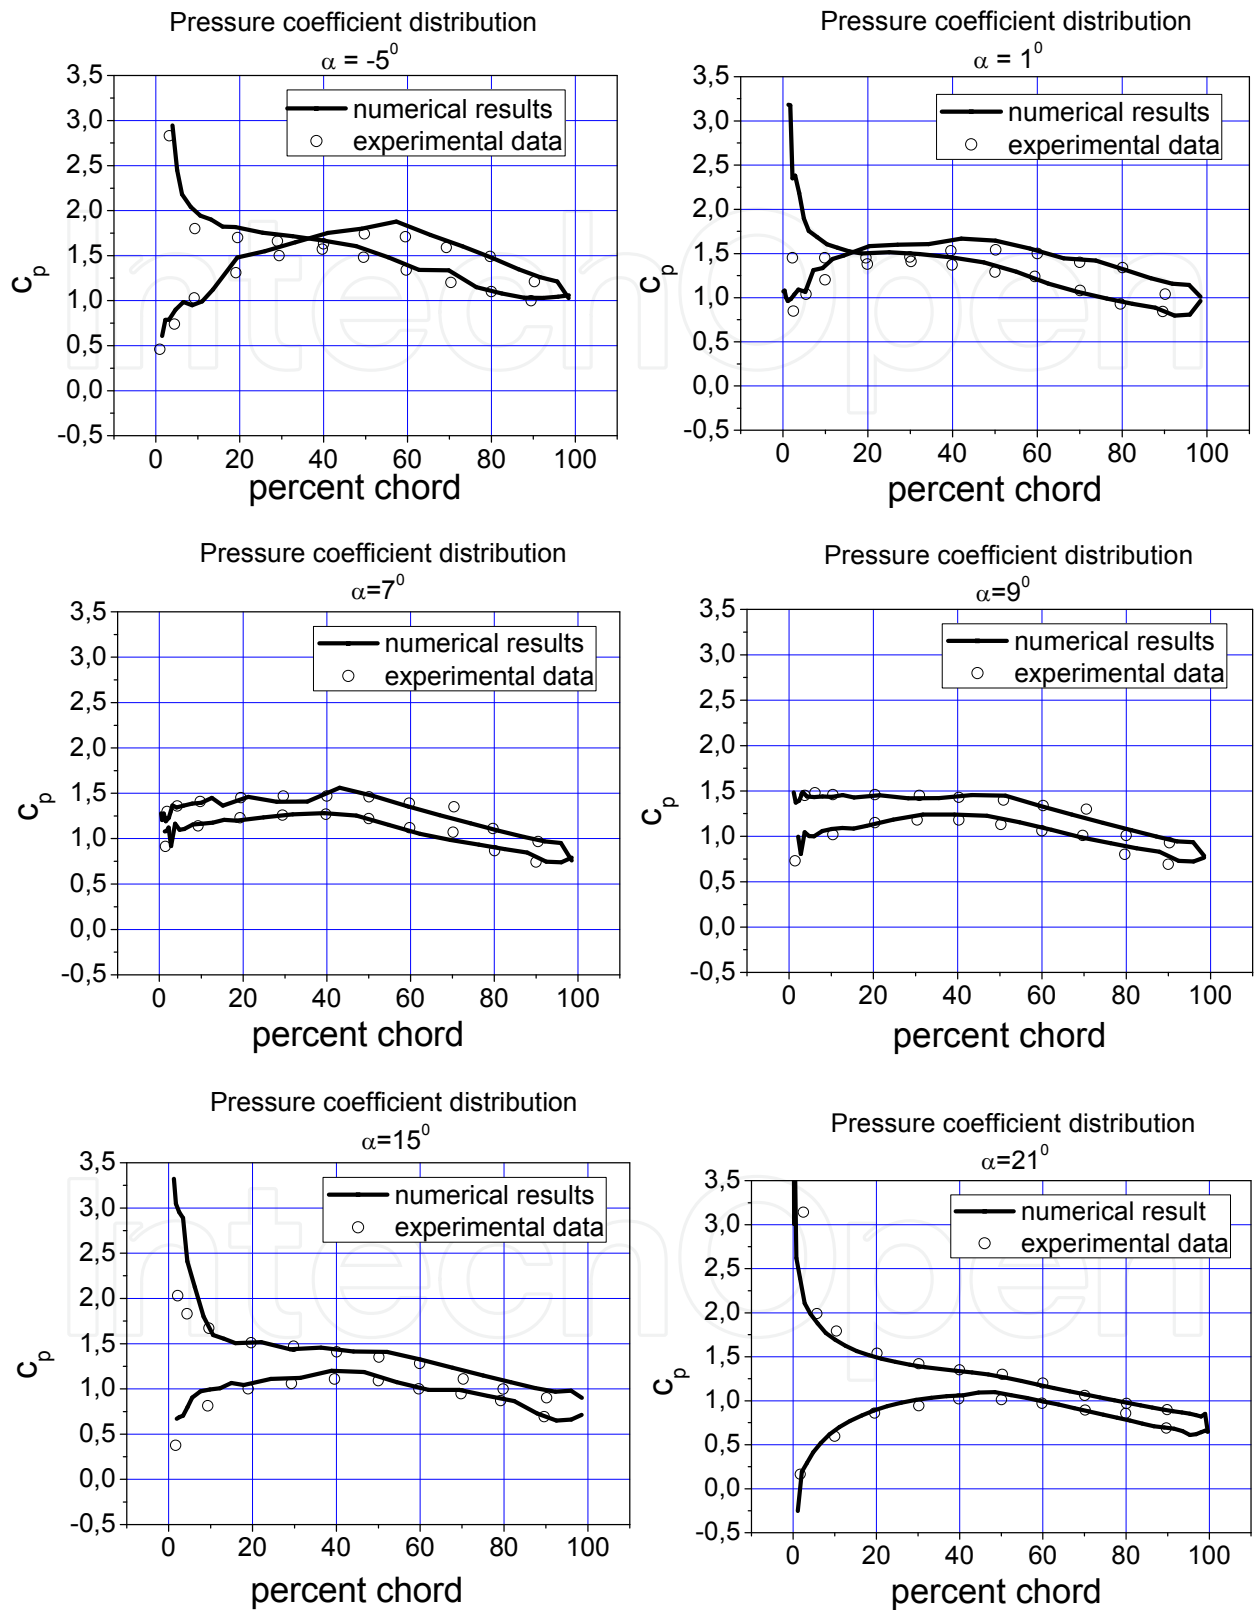 Pressure coefficient distribution
α = -5⁰
3,5
3,0
2,5
2,0
1,5
1,0
0,5
0,0
-0,5
cₚ
numerical results
experimental data
0 20 40 60 80 100
percent chord
Pressure coefficient distribution
α = 1⁰
3,5
3,0
2,5
2,0
1,5
1,0
0,5
0,0
-0,5
cₚ
numerical results
experimental data
0 20 40 60 80 100
percent chord
Pressure coefficient distribution
α=7⁰
3,5
3,0
2,5
2,0
1,5
1,0
0,5
0,0
-0,5
cₚ
numerical results
experimental data
0 20 40 60 80 100
percent chord
Pressure coefficient distribution
α=9⁰
3,5
3,0
2,5
2,0
1,5
1,0
0,5
0,0
-0,5
cₚ
numerical results
experimental data
0 20 40 60 80 100
percent chord
Pressure coefficient distribution
α=15⁰
3,5
3,0
2,5
2,0
1,5
1,0
0,5
0,0
-0,5
cₚ
numerical results
experimental data
0 20 40 60 80 100
percent chord
Pressure coefficient distribution
α=21⁰
3,5
3,0
2,5
2,0
1,5
1,0
0,5
0,0
-0,5
cₚ
numerical result
experimental data
0 20 40 60 80 100
percent chord
IntechOpen
IntechOpen